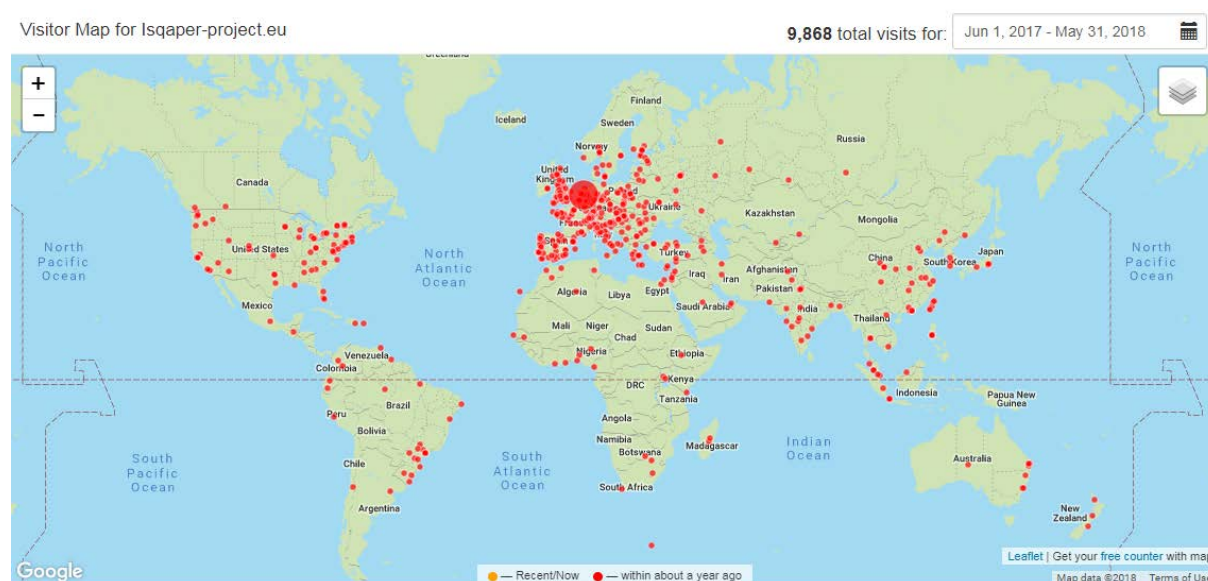 Visitor Map for Isqaper-project.eu
9,868 total visits for: Jun 1, 2017 - May 31, 2018
+
−
Greenland
Iceland
Finland
Sweden
Norway
Russia
United
Kingdom
Poland
Canada
Ukraine
Kazakhstan
Mongolia
France
North
Pacific
Ocean
United States
North
Atlantic
Ocean
Spain
Italy
Turkey
China
South Korea
Japan
North
Pacific
Ocean
Iraq
Iran
Afghanistan
Pakistan
Algeria
Libya
Egypt
Saudi Arabia
India
Mexico
Mali
Niger
Chad
Sudan
Thailand
Venezuela
Colombia
Nigeria
Ethiopia
DRC
Kenya
Tanzania
Indonesia
Papua New
Guinea
Brazil
Peru
Bolivia
Angola
Namibia
Botswana
Madagascar
Indian
Ocean
South
Pacific
Ocean
Chile
South
Atlantic
Ocean
South Africa
Australia
Argentina
New
Zealand
Leaflet | Get your free counter with map
Google
— Recent/Now — within about a year ago
Map data ©2018 Terms of Use